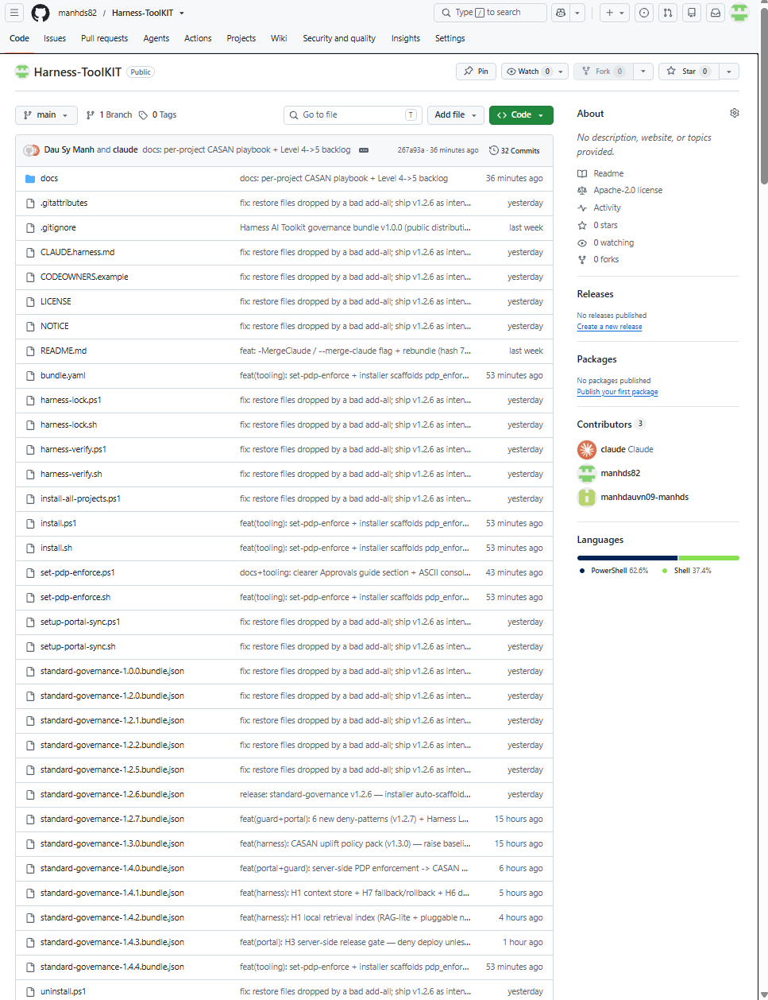 manhds82 / Harness-ToolKIT
Type / to search
Code Issues Pull requests Agents Actions Projects Wiki Security and quality Insights Settings
Harness-ToolKIT Public
Pin Watch 0 Fork 0 Star 0
main 1 Branch 0 Tags Go to file T Add file Code
Dau Sy Manh and claude docs: per-project CASAN playbook + Level 4->5 backlog 267a93a · 36 minutes ago 32 Commits
docs docs: per-project CASAN playbook + Level 4->5 backlog 36 minutes ago
.gitattributes fix: restore files dropped by a bad add-all; ship v1.2.6 as inten... yesterday
.gitignore Harness AI Toolkit governance bundle v1.0.0 (public distributi... last week
CLAUDE.harness.md fix: restore files dropped by a bad add-all; ship v1.2.6 as inten... yesterday
CODEOWNERS.example fix: restore files dropped by a bad add-all; ship v1.2.6 as inten... yesterday
LICENSE fix: restore files dropped by a bad add-all; ship v1.2.6 as inten... yesterday
NOTICE fix: restore files dropped by a bad add-all; ship v1.2.6 as inten... yesterday
README.md feat: -MergeClaude / --merge-claude flag + rebundle (hash 7... last week
bundle.yaml feat(tooling): set-pdp-enforce + installer scaffolds pdp_enfor... 53 minutes ago
harness-lock.ps1 fix: restore files dropped by a bad add-all; ship v1.2.6 as inten... yesterday
harness-lock.sh fix: restore files dropped by a bad add-all; ship v1.2.6 as inten... yesterday
harness-verify.ps1 fix: restore files dropped by a bad add-all; ship v1.2.6 as inten... yesterday
harness-verify.sh fix: restore files dropped by a bad add-all; ship v1.2.6 as inten... yesterday
install-all-projects.ps1 fix: restore files dropped by a bad add-all; ship v1.2.6 as inten... yesterday
install.ps1 feat(tooling): set-pdp-enforce + installer scaffolds pdp_enfor... 53 minutes ago
install.sh feat(tooling): set-pdp-enforce + installer scaffolds pdp_enfor... 53 minutes ago
set-pdp-enforce.ps1 docs+tooling: clearer Approvals guide section + ASCII consol... 43 minutes ago
set-pdp-enforce.sh feat(tooling): set-pdp-enforce + installer scaffolds pdp_enfor... 53 minutes ago
setup-portal-sync.ps1 fix: restore files dropped by a bad add-all; ship v1.2.6 as inten... yesterday
setup-portal-sync.sh fix: restore files dropped by a bad add-all; ship v1.2.6 as inten... yesterday
standard-governance-1.0.0.bundle.json fix: restore files dropped by a bad add-all; ship v1.2.6 as inten... yesterday
standard-governance-1.2.0.bundle.json fix: restore files dropped by a bad add-all; ship v1.2.6 as inten... yesterday
standard-governance-1.2.1.bundle.json fix: restore files dropped by a bad add-all; ship v1.2.6 as inten... yesterday
standard-governance-1.2.2.bundle.json fix: restore files dropped by a bad add-all; ship v1.2.6 as inten... yesterday
standard-governance-1.2.5.bundle.json fix: restore files dropped by a bad add-all; ship v1.2.6 as inten... yesterday
standard-governance-1.2.6.bundle.json release: standard-governance v1.2.6 — installer auto-scaffold... yesterday
standard-governance-1.2.7.bundle.json feat(guard+portal): 6 new deny-patterns (v1.2.7) + Harness L... 15 hours ago
standard-governance-1.3.0.bundle.json feat(harness): CASAN uplift policy pack (v1.3.0) — raise baseli... 15 hours ago
standard-governance-1.4.0.bundle.json feat(portal+guard): server-side PDP enforcement -> CASAN ... 6 hours ago
standard-governance-1.4.1.bundle.json feat(harness): H1 context store + H7 fallback/rollback + H6 d... 5 hours ago
standard-governance-1.4.2.bundle.json feat(harness): H1 local retrieval index (RAG-lite + pluggable n... 4 hours ago
standard-governance-1.4.3.bundle.json feat(portal): H3 server-side release gate — deny deploy unles... 1 hour ago
standard-governance-1.4.4.bundle.json feat(tooling): set-pdp-enforce + installer scaffolds pdp_enfor... 53 minutes ago
uninstall.ps1 fix: restore files dropped by a bad add-all; ship v1.2.6 as inten... yesterday
About
No description, website, or topics
provided.
Readme
Apache-2.0 license
Activity
0 stars
0 watching
0 forks
Releases
No releases published
Create a new release
Packages
No packages published
Publish your first package
Contributors 3
claude Claude
manhds82
manhdauvn09-manhds
Languages
PowerShell 62.6% Shell 37.4%